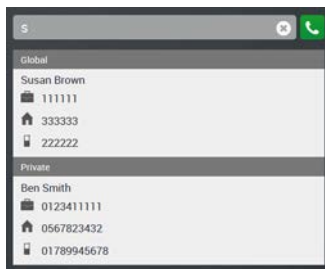 s
Global
Susan Brown
111111
333333
222222
Private
Ben Smith
0123411111
0567823432
01789945678